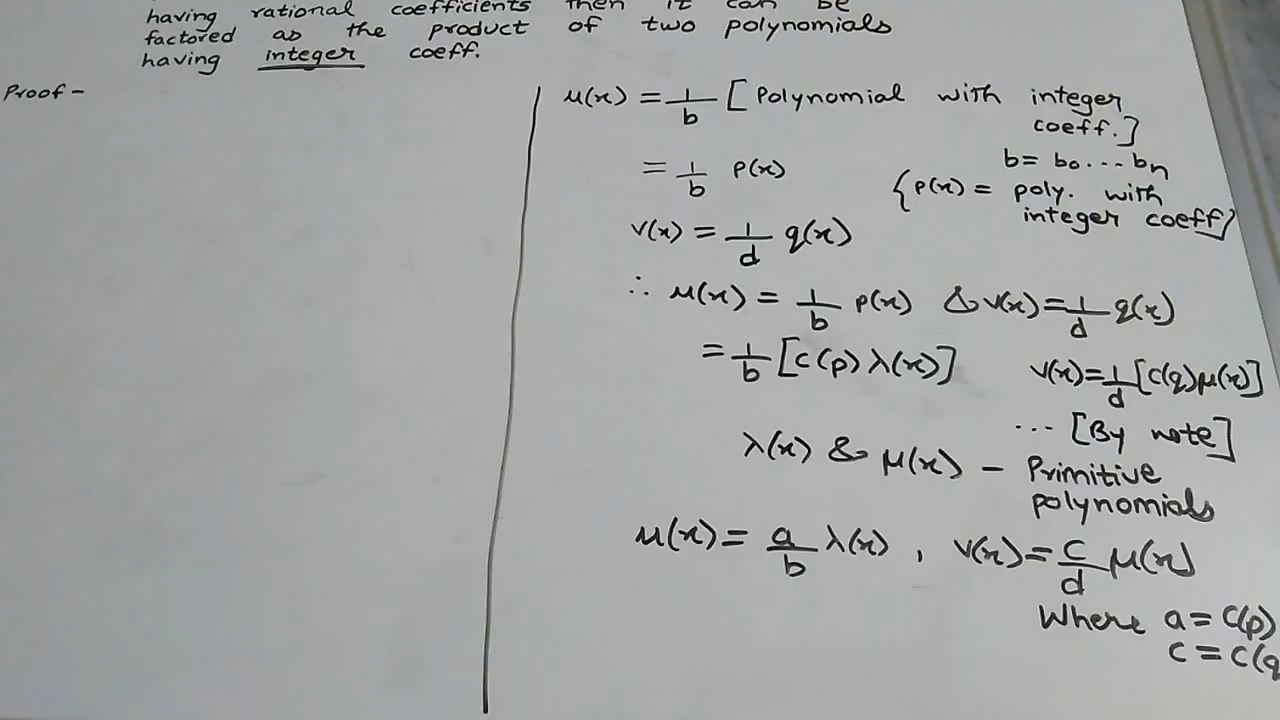 having rational coefficients then it can be
factored as the product of two polynomials
having integer coeff.
Proof -
u(x) = 1/b [Polynomial with integer
coeff.]
b = b₀ ... bₙ
= 1/b p(x)
{p(x) = poly. with
integer coeff}
v(x) = 1/d q(x)
∴ u(x) = 1/b p(x) & v(x) = 1/d q(x)
= 1/b [c(p) λ(x)] v(x) = 1/d [c(q) μ(x)]
... [By note]
λ(x) & μ(x) - Primitive
polynomials
u(x) = a/b λ(x) , v(x) = c/d μ(x)
Where a = c(p)
c = c(q